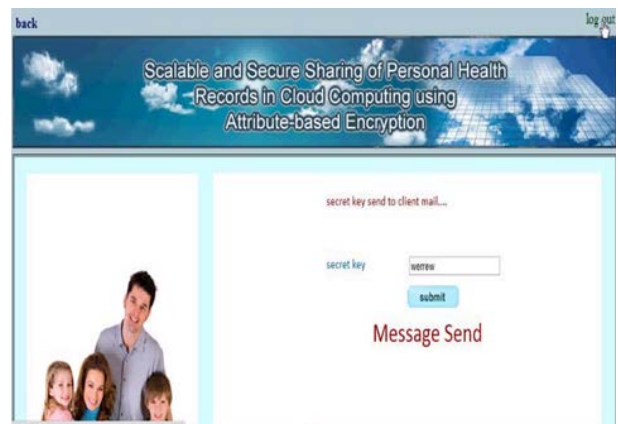 back
log out
Scalable and Secure Sharing of Personal Health
Records in Cloud Computing using
Attribute-based Encryption
secret key send to client mail....
secret key
werrew
submit
Message Send